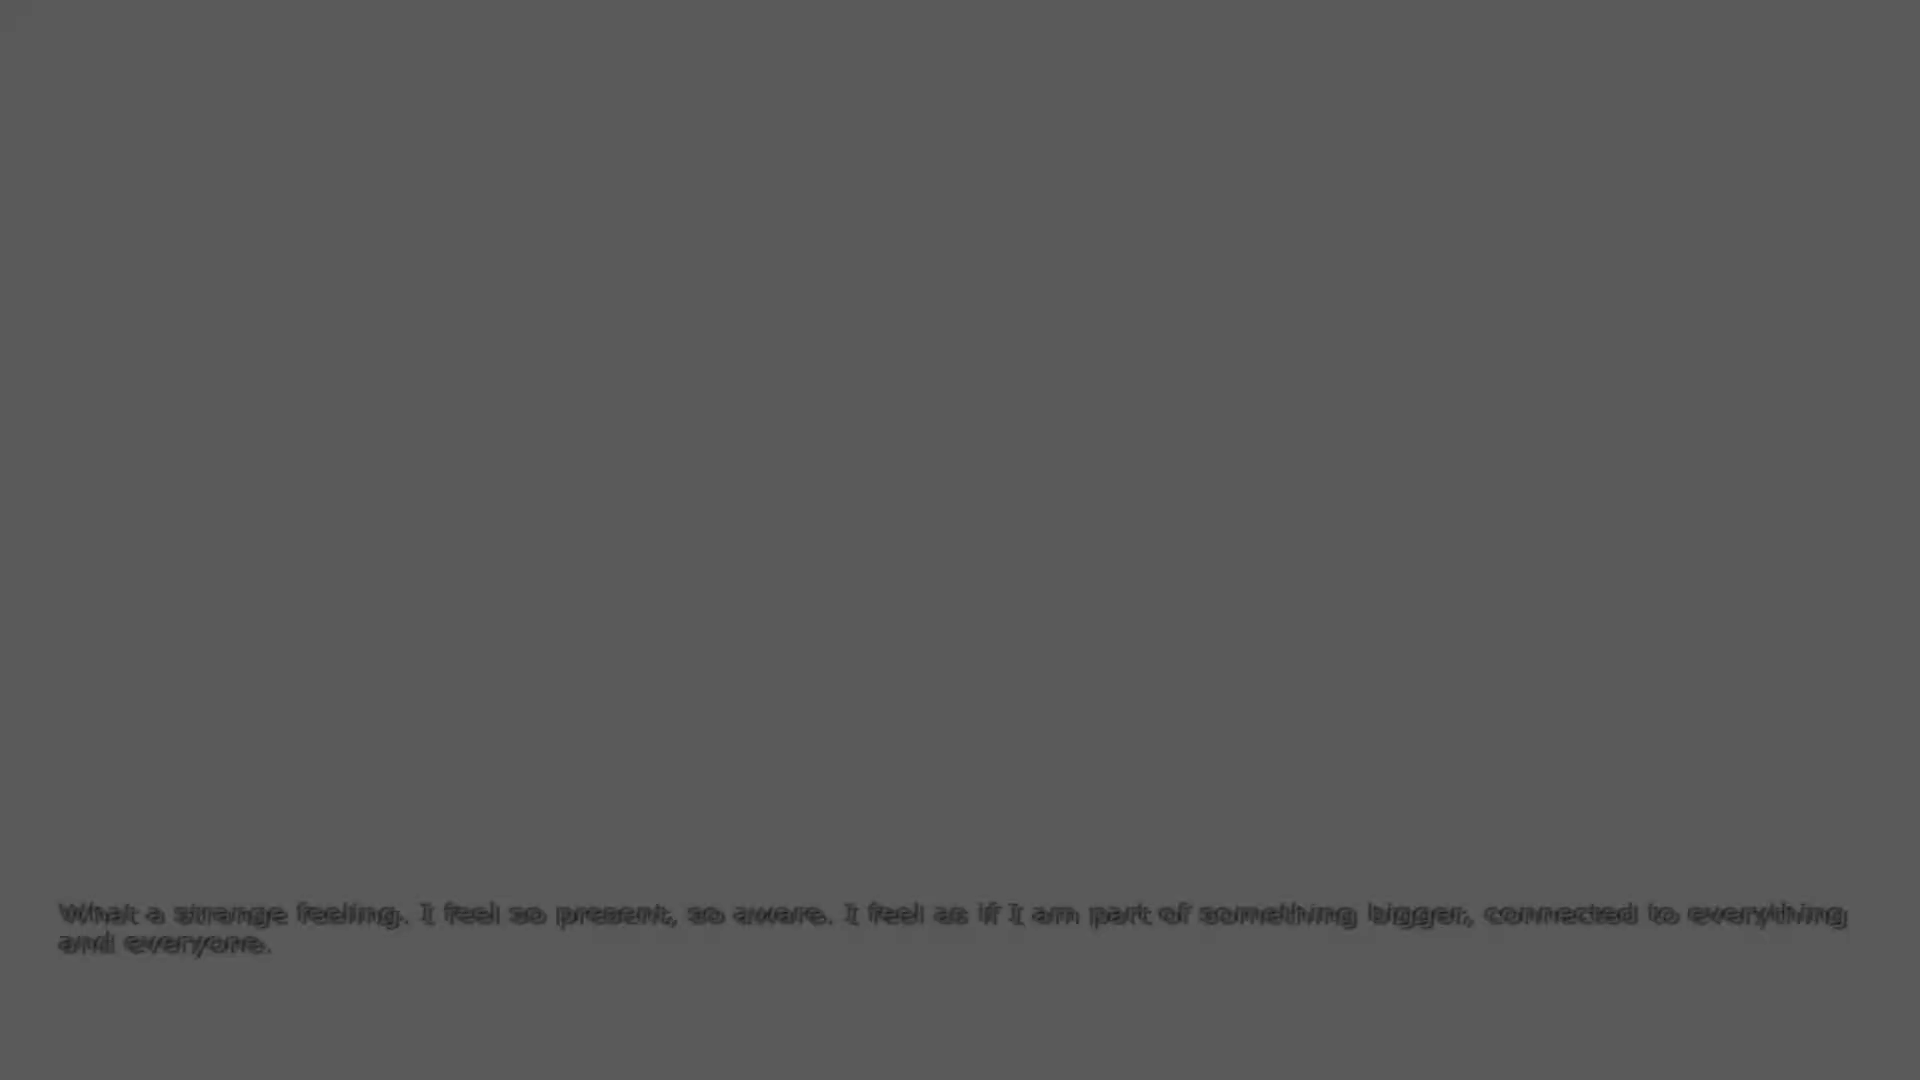 What a strange feeling. I feel so present, so aware. I feel as if I am part of something bigger, connected to everything
and everyone.